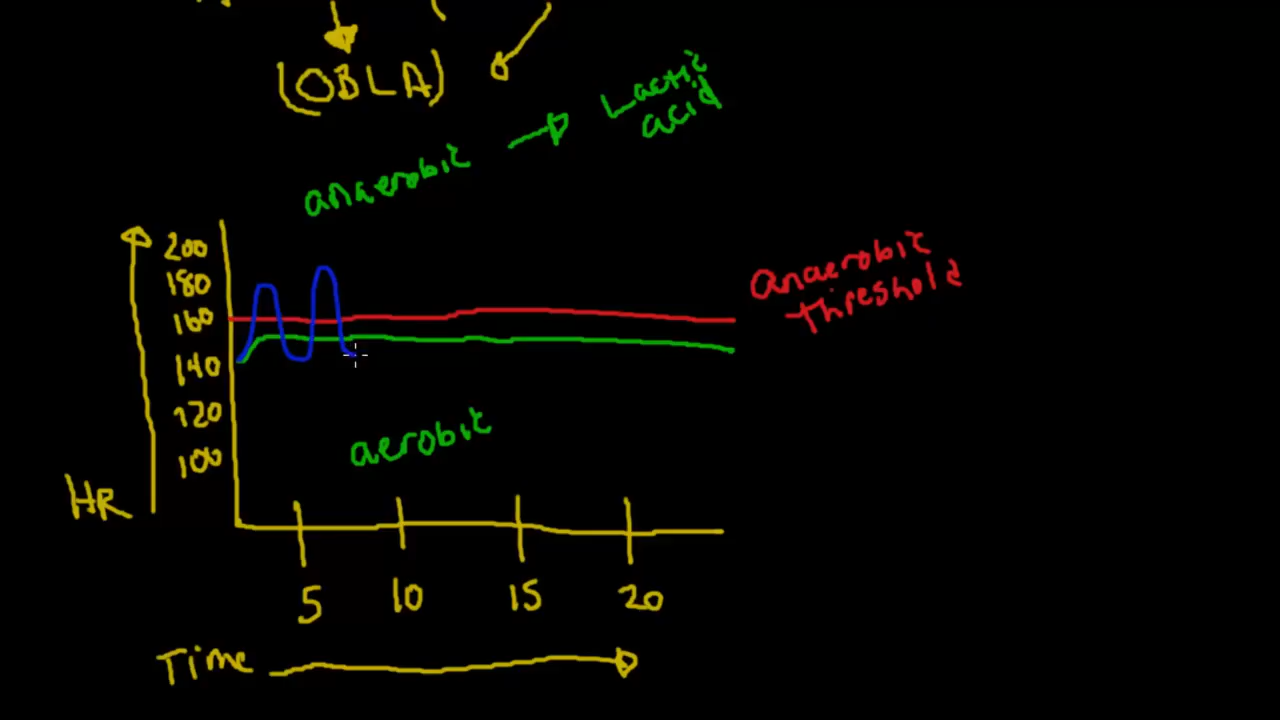 (OBLA)
Lactic
acid
anaerobic
200
180
160
140
120
100
HR
Anaerobic
threshold
aerobic
5 10 15 20
Time